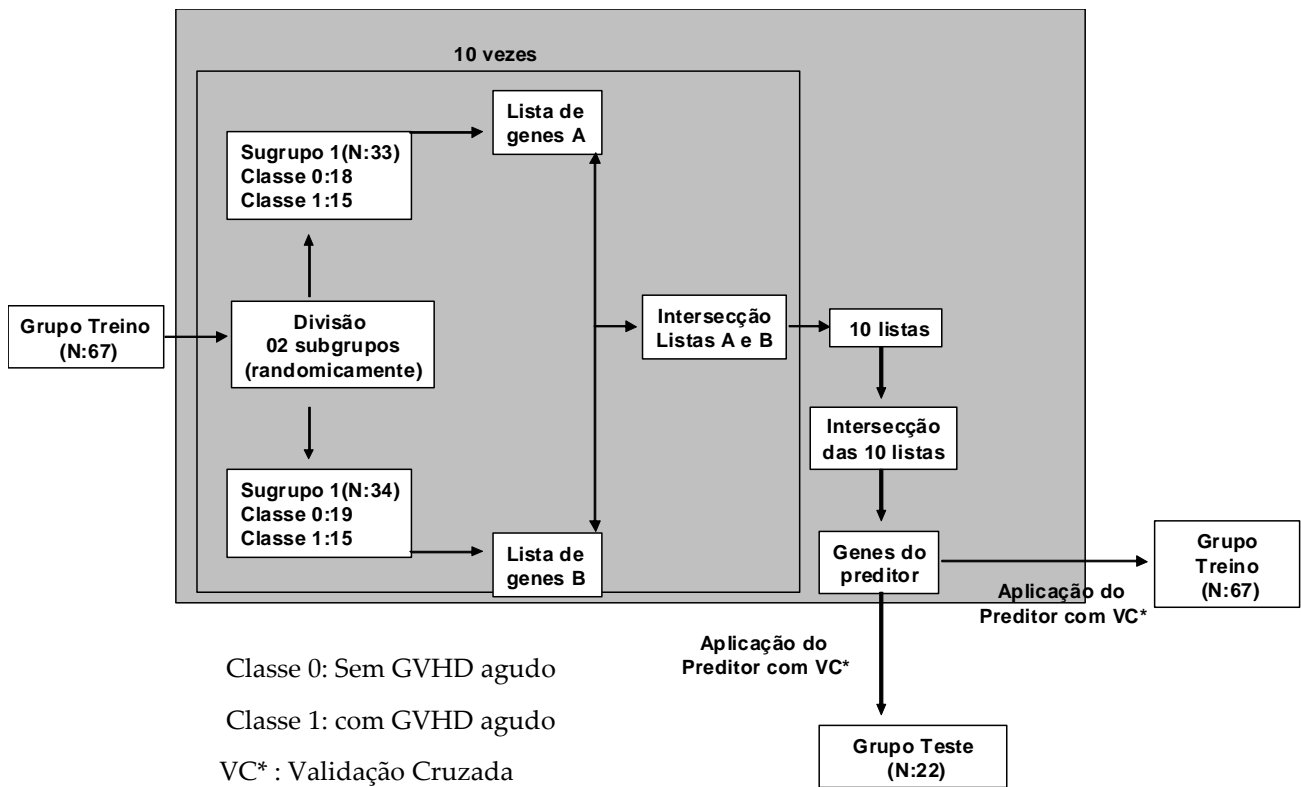 10 vezes
Lista de
genes A
Sugrupo 1(N:33)
Classe 0:18
Classe 1:15
Grupo Treino
(N:67)
Divisão
02 subgrupos
(randomicamente)
Intersecção
Listas A e B
10 listas
Intersecção
das 10 listas
Sugrupo 1(N:34)
Classe 0:19
Classe 1:15
Lista de
genes B
Genes do
preditor
Grupo
Treino
(N:67)
Aplicação do
Preditor com VC*
Aplicação do
Preditor com VC*
Classe 0: Sem GVHD agudo
Classe 1: com GVHD agudo
VC* : Validação Cruzada
Grupo Teste
(N:22)